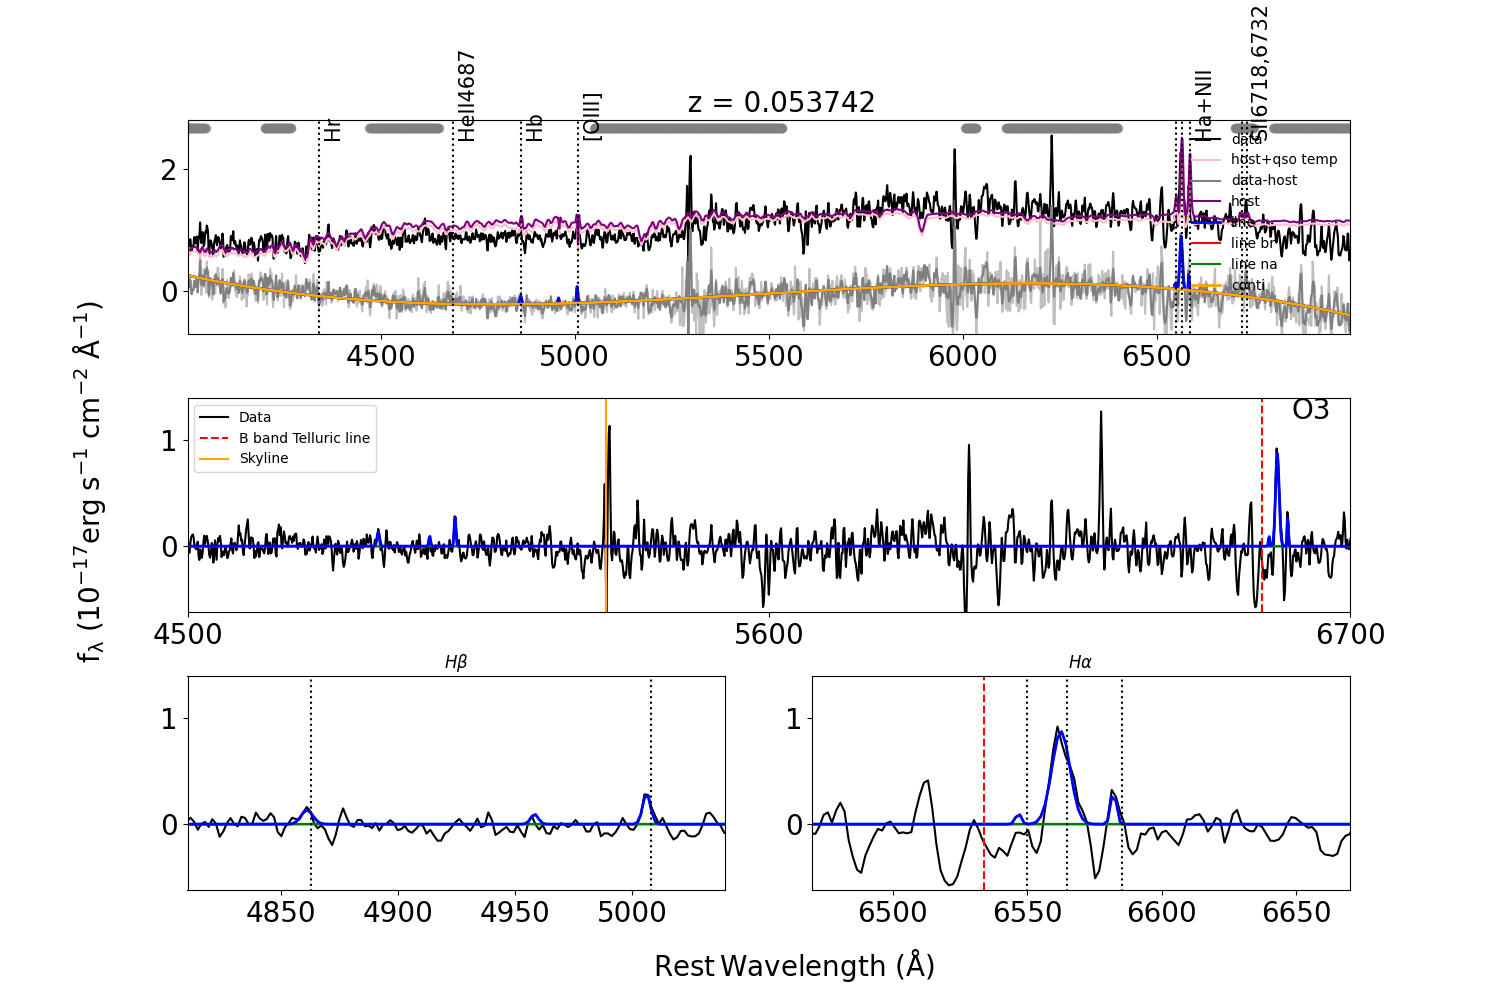 Hr
HeII4687
Hb
[OIII]
Ha+NII
SII6718,6732
z = 0.053742
data
host+qso temp
data-host
host
line
line br
line na
conti
2
0
4500
5000
5500
6000
6500
f_λ (10^{-17}erg s^{-1} cm^{-2} Å^{-1})
Data
B band Telluric line
Skyline
O3
1
0
4500
5600
6700
Hβ
1
0
4850
4900
4950
5000
Hα
1
0
6500
6550
6600
6650
Rest Wavelength (Å)